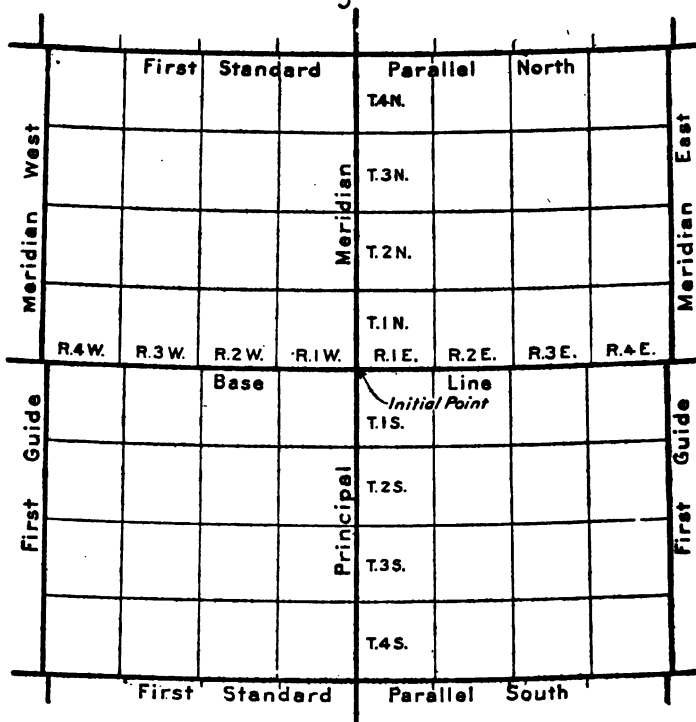 First Standard Parallel North
T.4N.
T.3N.
T.2N.
T.1N.
R.4W. R.3W. R.2W. R.1W. R.1E. R.2E. R.3E. R.4E.
Base Line
Initial Point
T.1S.
T.2S.
T.3S.
T.4S.
First Standard Parallel South
First Guide Meridian West
Principal Meridian
First Guide Meridian East